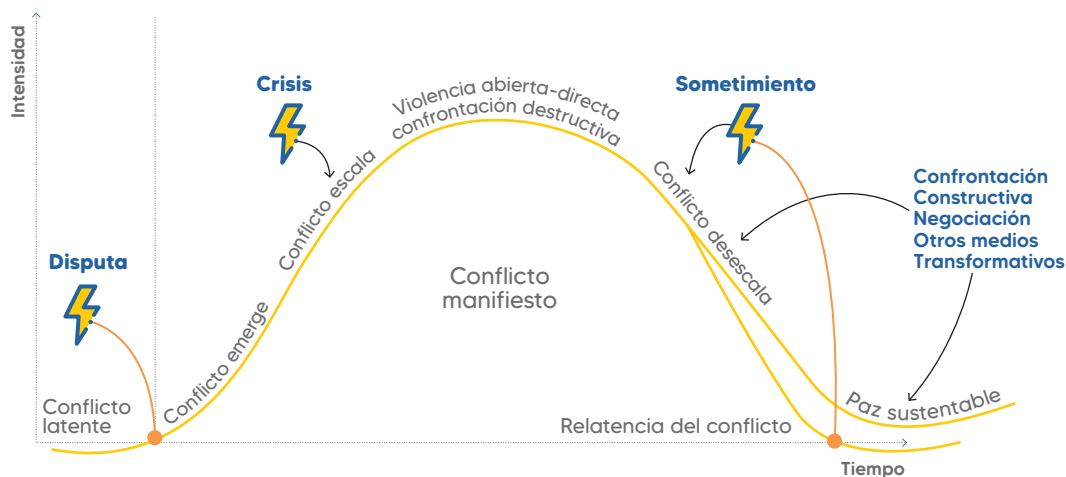 Intensidad
Disputa
Conflicto
latente
Conflicto emerge
Crisis
Conflicto escala
Violencia abierta-directa
confrontación destructiva
Conflicto
manifiesto
Sometimiento
Conflicto desescala
Confrontación
Constructiva
Negociación
Otros medios
Transformativos
Relatencia del conflicto
Paz sustentable
Tiempo